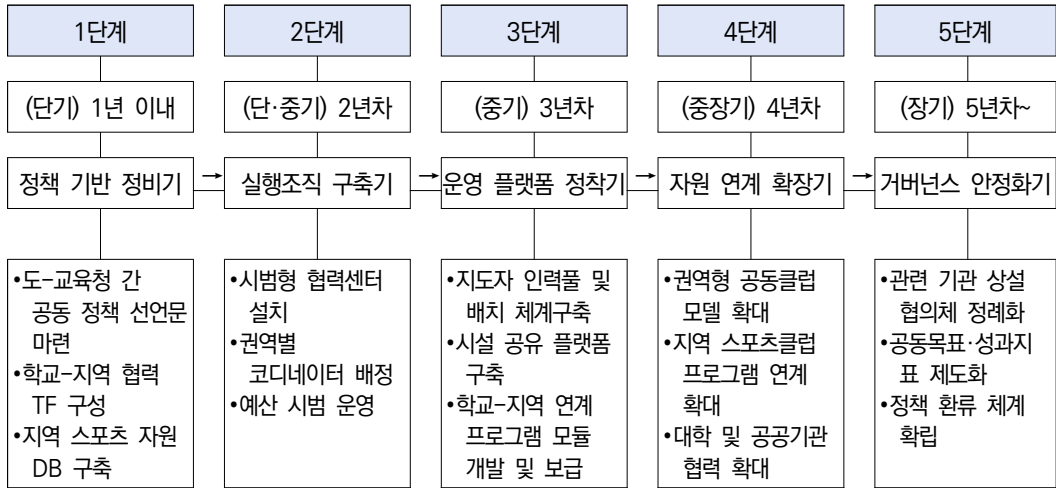 1단계
(단기) 1년 이내
정책 기반 정비기
•도-교육청 간
공동 정책 선언문
마련
•학교-지역 협력
TF 구성
•지역 스포츠 자원
DB 구축
2단계
(단·중기) 2년차
실행조직 구축기
•시범형 협력센터
설치
•권역별
코디네이터 배정
•예산 시범 운영
3단계
(중기) 3년차
운영 플랫폼 정착기
•지도자 인력풀 및
배치 체계구축
•시설 공유 플랫폼
구축
•학교-지역 연계
프로그램 모듈
개발 및 보급
4단계
(중장기) 4년차
자원 연계 확장기
•권역형 공동클럽
모델 확대
•지역 스포츠클럽
프로그램 연계
확대
•대학 및 공공기관
협력 확대
5단계
(장기) 5년차~
거버넌스 안정화기
•관련 기관 상설
협의체 정례화
•공동목표·성과지
표 제도화
•정책 환류 체계
확립